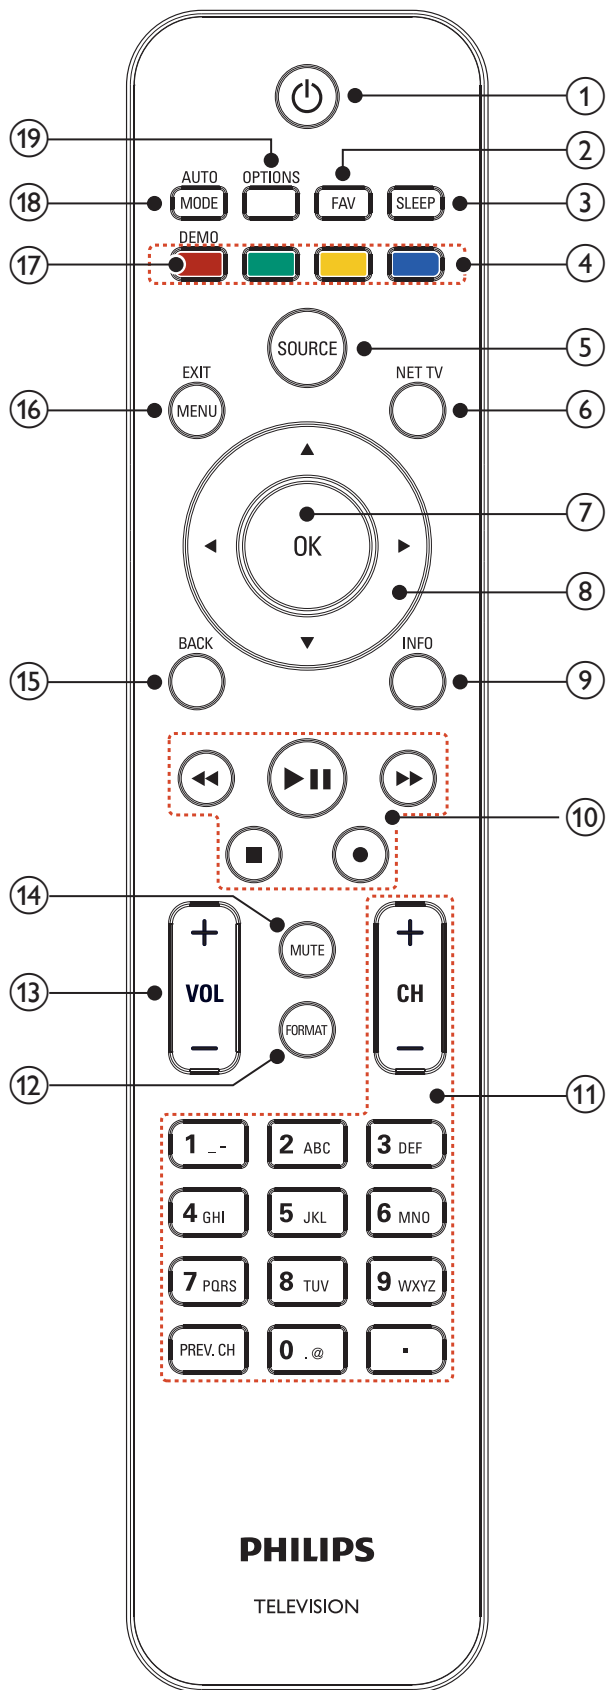 1
19
2
AUTO OPTIONS
18 MODE FAV SLEEP 3
DEMO
17 4
SOURCE 5
EXIT NET TV
16 MENU 6
7
OK
8
BACK INFO
15 9
10
14
+ MUTE +
13 VOL CH
FORMAT
− −
12 11
1 _- 2 ABC 3 DEF
4 GHI 5 JKL 6 MNO
7 PQRS 8 TUV 9 WXYZ
PREV. CH 0 .@ .
PHILIPS
TELEVISION